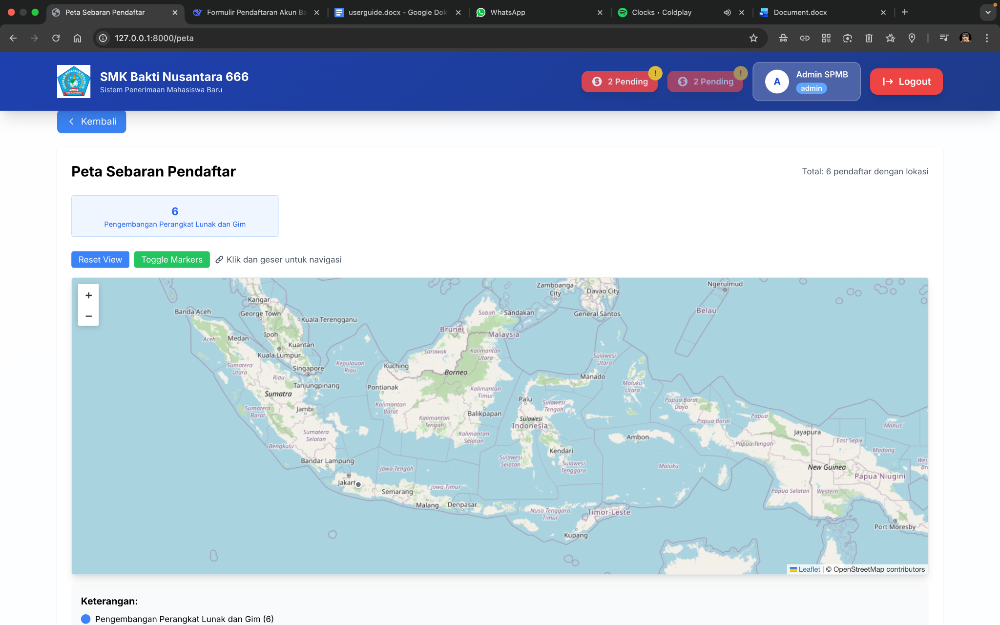 Peta Sebaran Pendaftar
Formulir Pendaftaran Akun Ba
userguide.docx - Google Dok
WhatsApp
Clocks • Coldplay
Document.docx
127.0.0.1:8000/peta
SMK Bakti Nusantara 666
Sistem Penerimaan Mahasiswa Baru
2 Pending
!
2 Pending
!
A
Admin SPMB
admin
Logout
Kembali
Peta Sebaran Pendaftar
Total: 6 pendaftar dengan lokasi
6
Pengembangan Perangkat Lunak dan Gim
Reset View
Toggle Markers
Klik dan geser untuk navigasi
+
−
Zamboanga
City
Davao City
General Santos
Ngerulmud
Belau
Kangar
Banda Aceh
George Town
Kuala Terengganu
Sabah
Sandakan
Ipoh
Aceh
Medan
Kuantan
Brunei
Malaysia
Kuala Lumpur
Sarawak
Kalimantan
Utara
Sulawesi
Utara
Sumatera
Utara
Kepulauan
Riau
Singapore
Kuching
Borneo
Riau
Manado
Tanjungpinang
Pontianak
Kalimantan
Timur
Maluku
Utara
Sumatra
Palu
Sulawesi
Tengah
Papua Barat
Daya
Sumatera
Barat
Jambi
Kalimantan
Barat
Balikpapan
Kalimantan
Tengah
Sulawesi
Indonesia
Papua Barat
Papua
Manus
Sumatera
Selatan
Kalimantan
Selatan
Ambon
Jayapura
Bengkulu
Kendari
Papua Tengah
East Sepik
Madang
Bandar Lampung
Sulawesi
Selatan
Sulawesi
Tenggara
Maluku
Wes
Br
Jawa Tengah
New Guinea
Papua Niugini
Jakart
Semarang
Jawa Timur
Papua Selatan
Western
Malang
Denpasar
Nusa Tenggara
Timur
Timor-Leste
Kupang
Port Moresby
Leaflet | © OpenStreetMap contributors
Keterangan:
Pengembangan Perangkat Lunak dan Gim (6)